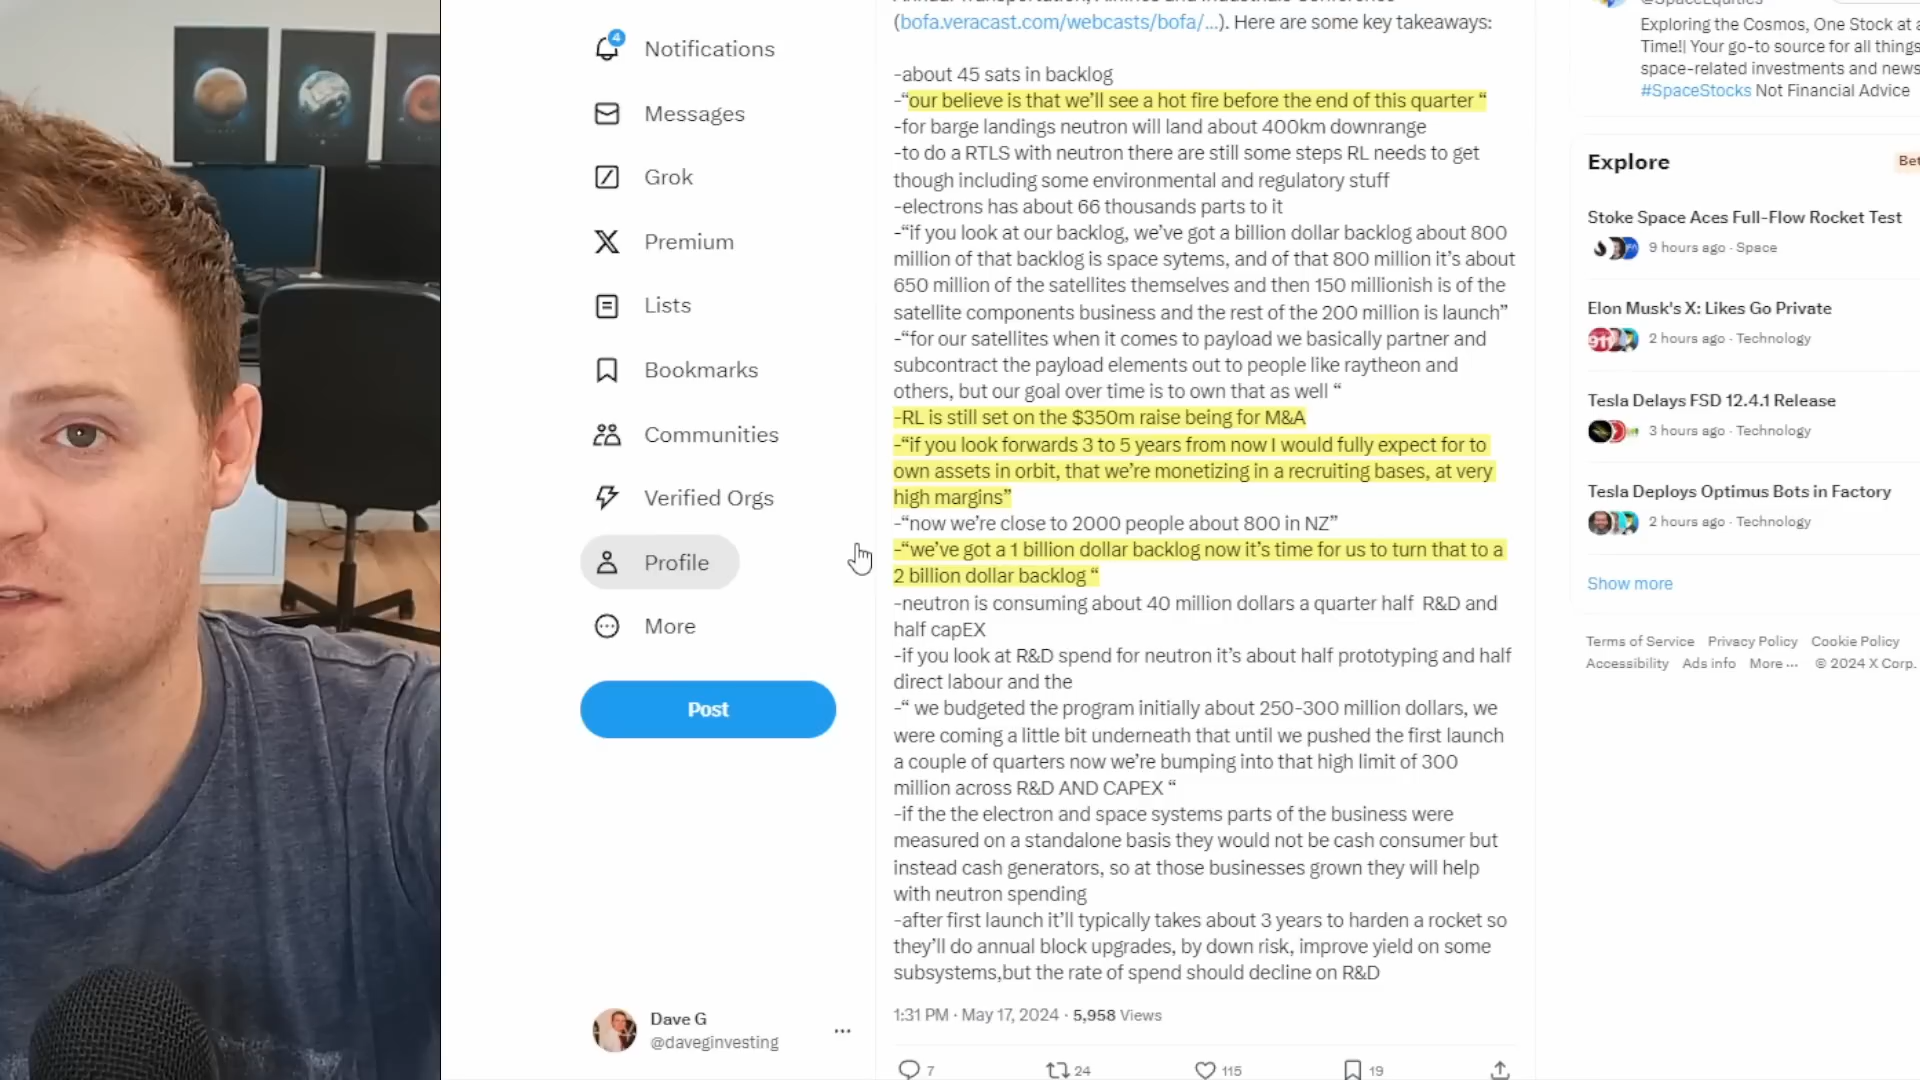 4
Notifications
Messages
Grok
Premium
Lists
Bookmarks
Communities
Verified Orgs
Profile
More
Post
Dave G
@daveginvesting
(bofa.veracast.com/webcasts/bofa/...). Here are some key takeaways:
-about 45 sats in backlog
-“our believe is that we’ll see a hot fire before the end of this quarter “
-for barge landings neutron will land about 400km downrange
-to do a RTLS with neutron there are still some steps RL needs to get
though including some environmental and regulatory stuff
-electrons has about 66 thousands parts to it
-“if you look at our backlog, we’ve got a billion dollar backlog about 800
million of that backlog is space sytems, and of that 800 million it’s about
650 million of the satellites themselves and then 150 millionish is of the
satellite components business and the rest of the 200 million is launch”
-“for our satellites when it comes to payload we basically partner and
subcontract the payload elements out to people like raytheon and
others, but our goal over time is to own that as well “
-RL is still set on the $350m raise being for M&A
-“if you look forwards 3 to 5 years from now I would fully expect for to
own assets in orbit, that we’re monetizing in a recruiting bases, at very
high margins”
-“now we’re close to 2000 people about 800 in NZ”
-“we’ve got a 1 billion dollar backlog now it’s time for us to turn that to a
2 billion dollar backlog “
-neutron is consuming about 40 million dollars a quarter half R&D and
half capEX
-if you look at R&D spend for neutron it’s about half prototyping and half
direct labour and the
-“ we budgeted the program initially about 250-300 million dollars, we
were coming a little bit underneath that until we pushed the first launch
a couple of quarters now we’re bumping into that high limit of 300
million across R&D AND CAPEX “
-if the the electron and space systems parts of the business were
measured on a standalone basis they would not be cash consumer but
instead cash generators, so at those businesses grown they will help
with neutron spending
-after first launch it’ll typically takes about 3 years to harden a rocket so
they’ll do annual block upgrades, by down risk, improve yield on some
subsystems,but the rate of spend should decline on R&D
1:31 PM · May 17, 2024 · 5,958 Views
7 24 115 19
Exploring the Cosmos, One Stock at a
Time!| Your go-to source for all things
space-related investments and news
#SpaceStocks Not Financial Advice
Explore
Stoke Space Aces Full-Flow Rocket Test
9 hours ago · Space
Elon Musk's X: Likes Go Private
2 hours ago · Technology
Tesla Delays FSD 12.4.1 Release
3 hours ago · Technology
Tesla Deploys Optimus Bots in Factory
2 hours ago · Technology
Show more
Terms of Service Privacy Policy Cookie Policy
Accessibility Ads info More ··· © 2024 X Corp.